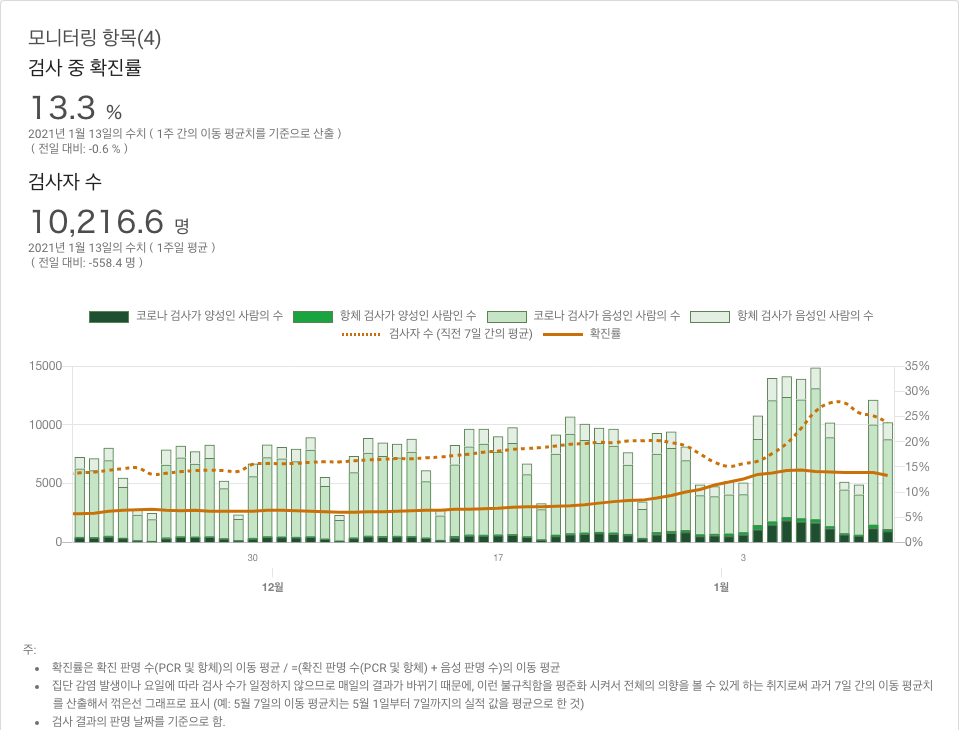 모니터링 항목(4)
검사 중 확진률
13.3 %
2021년 1월 13일의 수치 ( 1주 간의 이동 평균치를 기준으로 산출 )
( 전일 대비: -0.6 % )
검사자 수
10,216.6 명
2021년 1월 13일의 수치 ( 1주일 평균 )
( 전일 대비: -558.4 명 )
코로나 검사가 양성인 사람의 수 항체 검사가 양성인 사람인 수 코로나 검사가 음성인 사람의 수 항체 검사가 음성인 사람의 수
검사자 수 (직전 7일 간의 평균) 확진률
15000 35%
30%
10000 25%
20%
5000 15%
10%
5%
0 0%
30 17 3
12월 1월
주:
확진률은 확진 판명 수(PCR 및 항체)의 이동 평균 / =(확진 판명 수(PCR 및 항체) + 음성 판명 수)의 이동 평균
집단 감염 발생이나 요일에 따라 검사 수가 일정하지 않으므로 매일의 결과가 바뀌기 때문에, 이런 불규칙함을 평준화 시켜서 전체의 의향을 볼 수 있게 하는 취지로써 과거 7일 간의 이동 평균치
를 산출해서 꺾은선 그래프로 표시 (예: 5월 7일의 이동 평균치는 5월 1일부터 7일까지의 실적 값을 평균으로 한 것)
검사 결과의 판명 날짜를 기준으로 함.